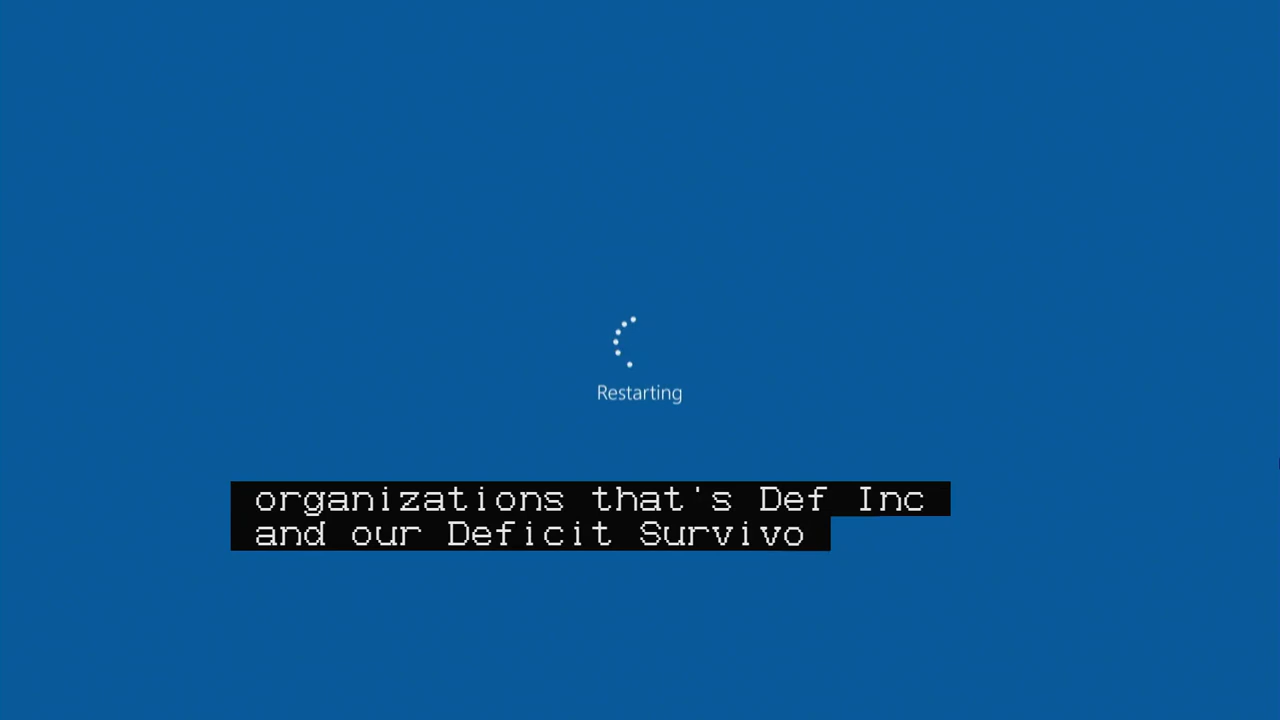 Restarting
organizations that's Def Inc
and our Deficit Survivo